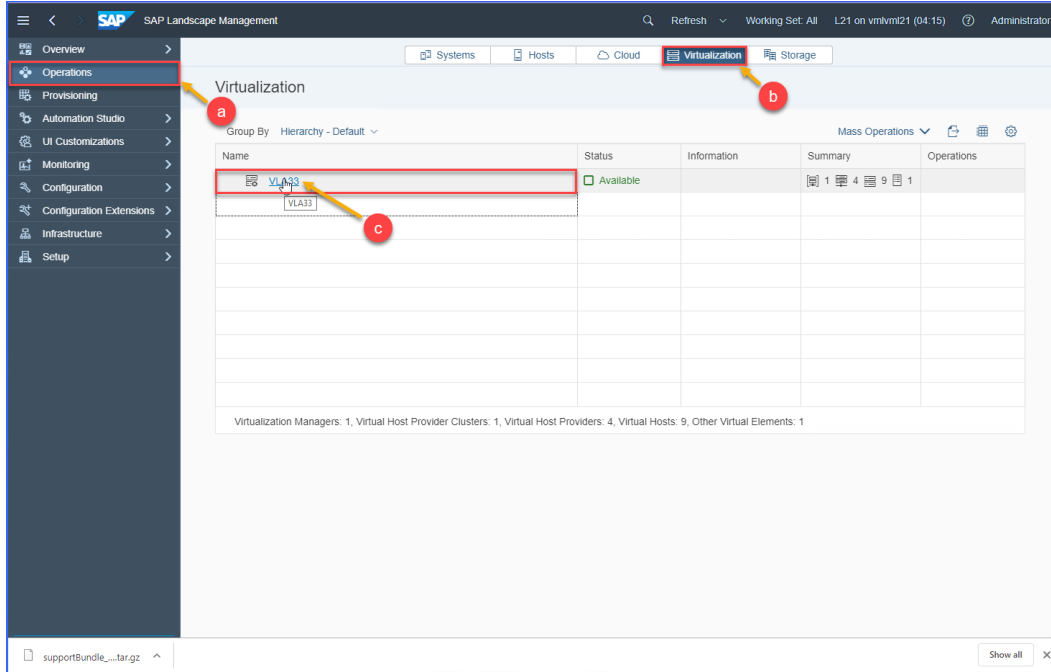 SAP SAP Landscape Management Refresh Working Set: All L21 on vmlvml21 (04:15) Administrator
Overview
Operations
Provisioning
Automation Studio
UI Customizations
Monitoring
Configuration
Configuration Extensions
Infrastructure
Setup
a
Systems Hosts Cloud Virtualization Storage
b
Virtualization
Group By Hierarchy - Default Mass Operations
Name Status Information Summary Operations
VLA33 Available 1 4 9 1
VLA33
c
Virtualization Managers: 1, Virtual Host Provider Clusters: 1, Virtual Host Providers: 4, Virtual Hosts: 9, Other Virtual Elements: 1
supportBundle_....tar.gz Show all